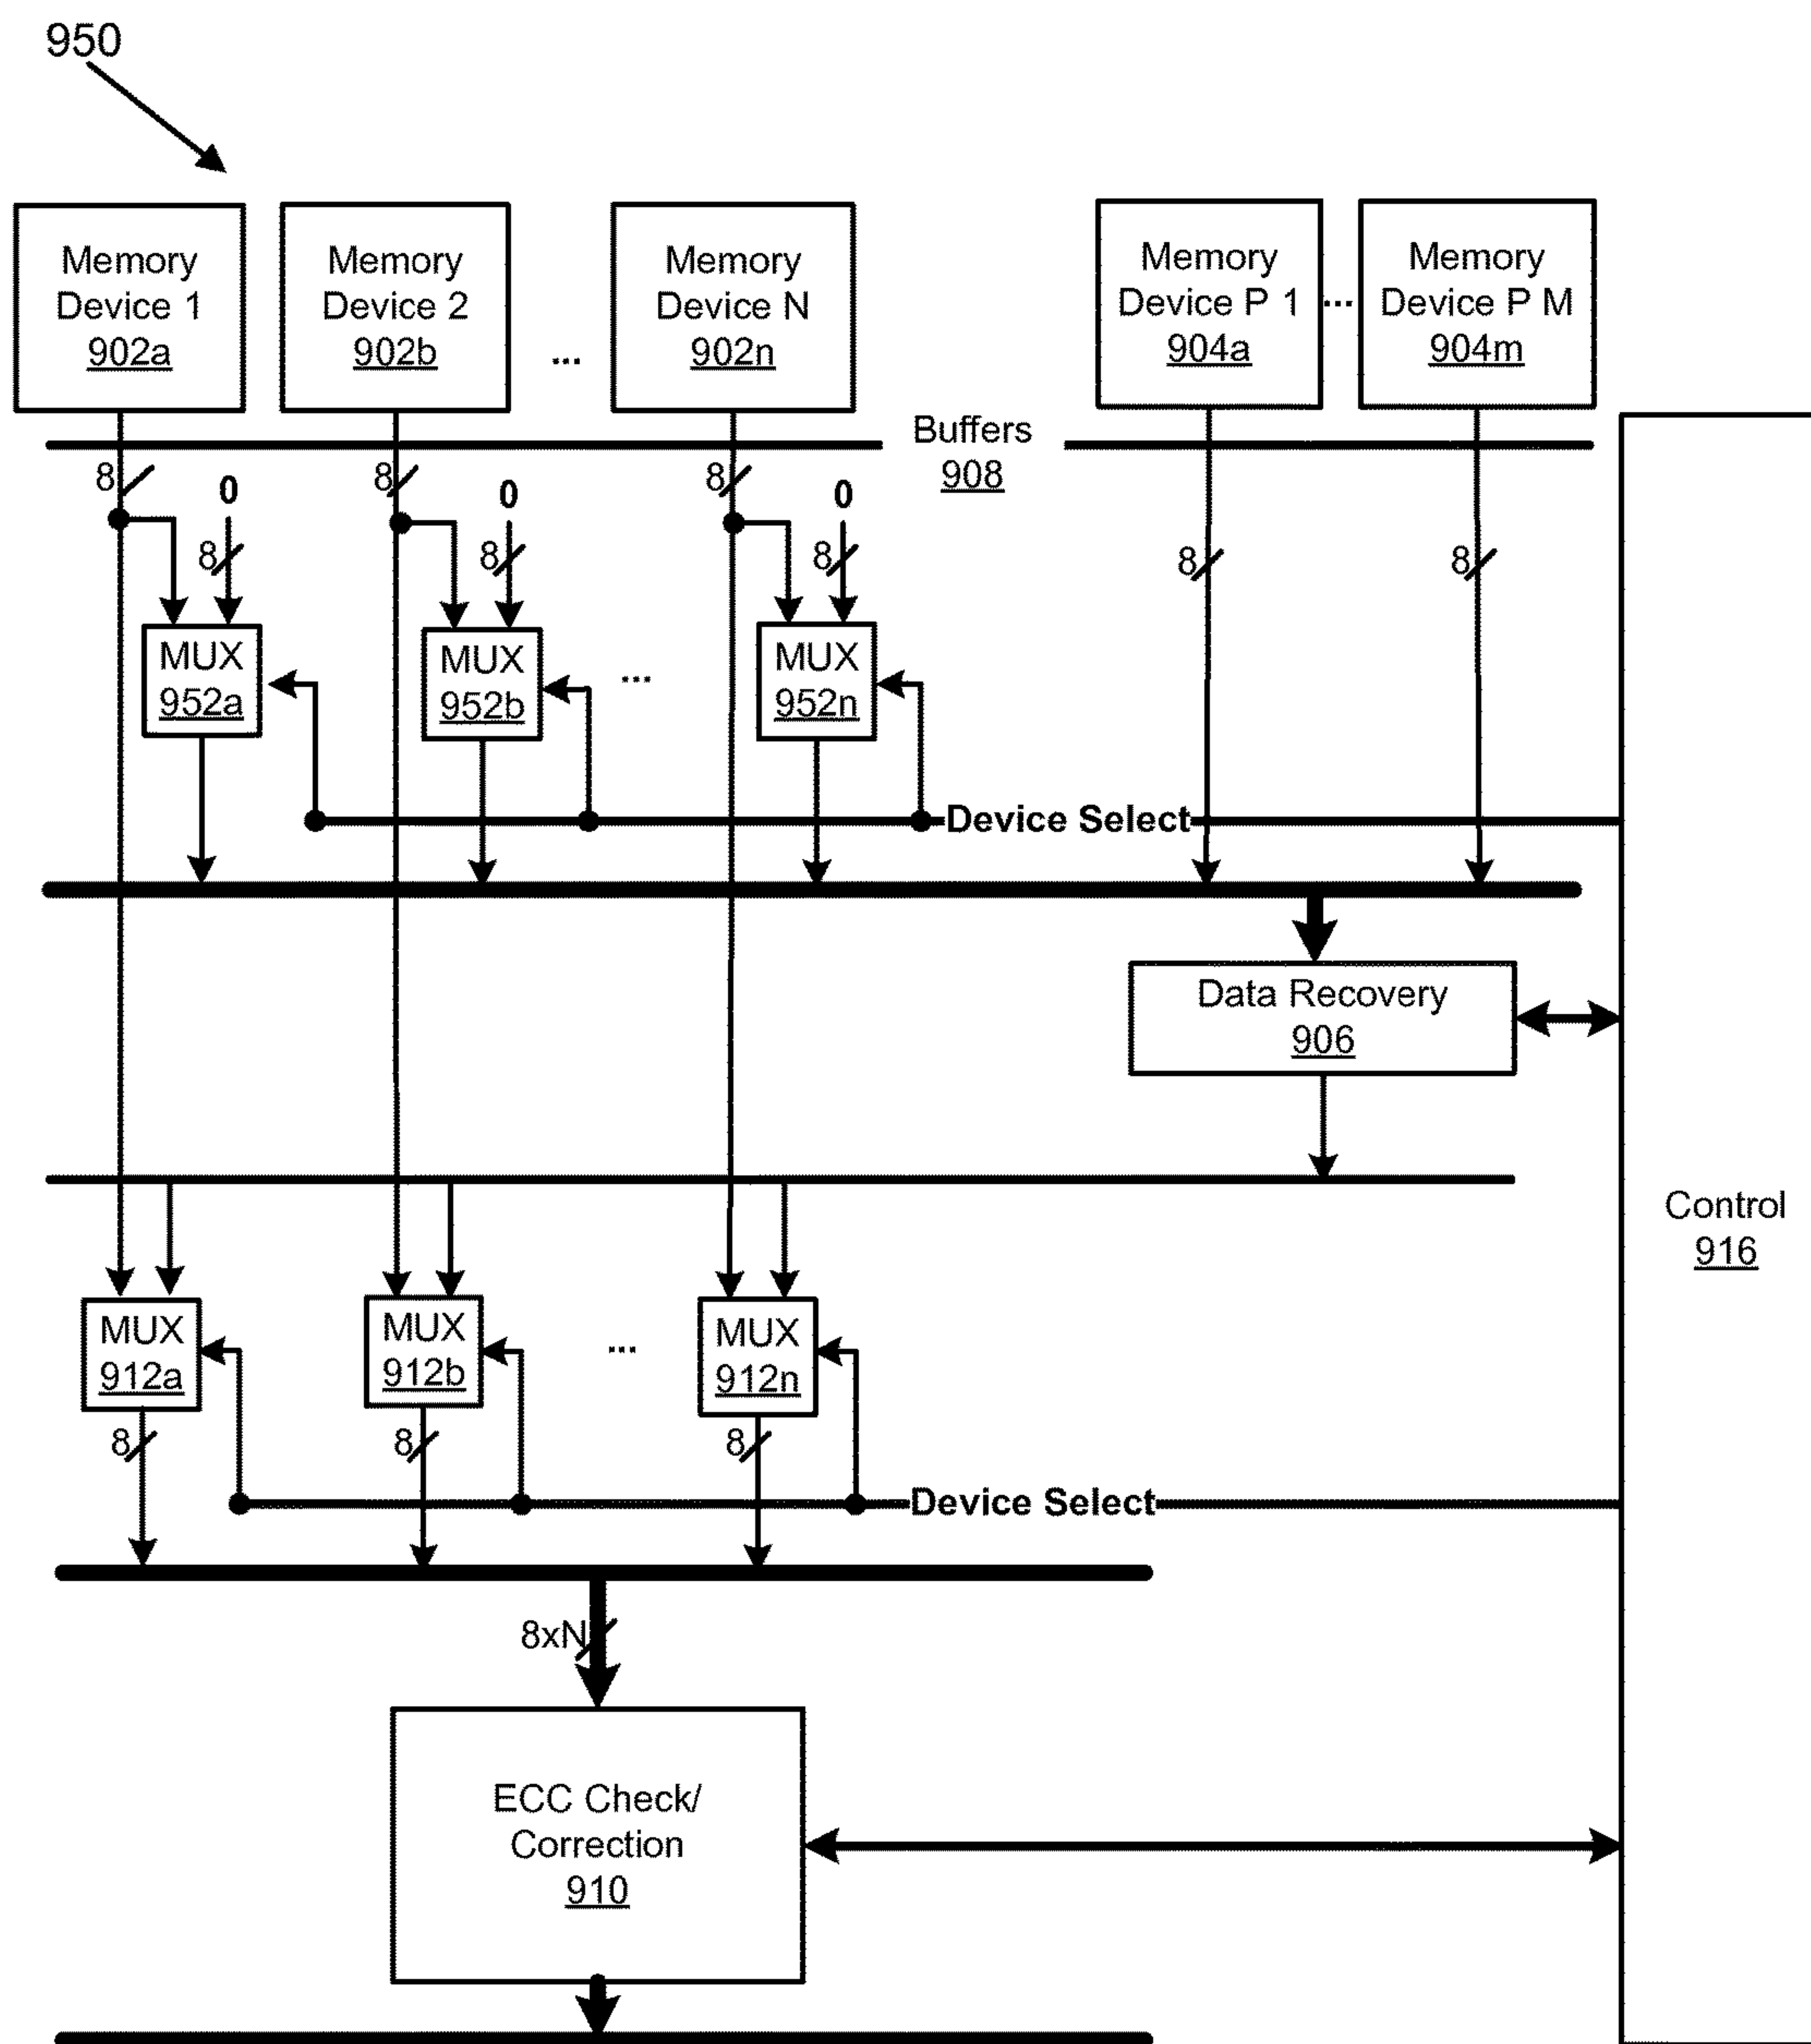 950
Memory
Device 1
902a
Memory
Device 2
902b
...
Memory
Device N
902n
Memory
Device P 1
904a
...
Memory
Device P M
904m
Buffers
908
8
0
8
8
0
8
8
0
8
8
8
MUX
952a
MUX
952b
...
MUX
952n
Device Select
Data Recovery
906
Control
916
MUX
912a
MUX
912b
...
MUX
912n
8
8
8
Device Select
8xN
ECC Check/
Correction
910